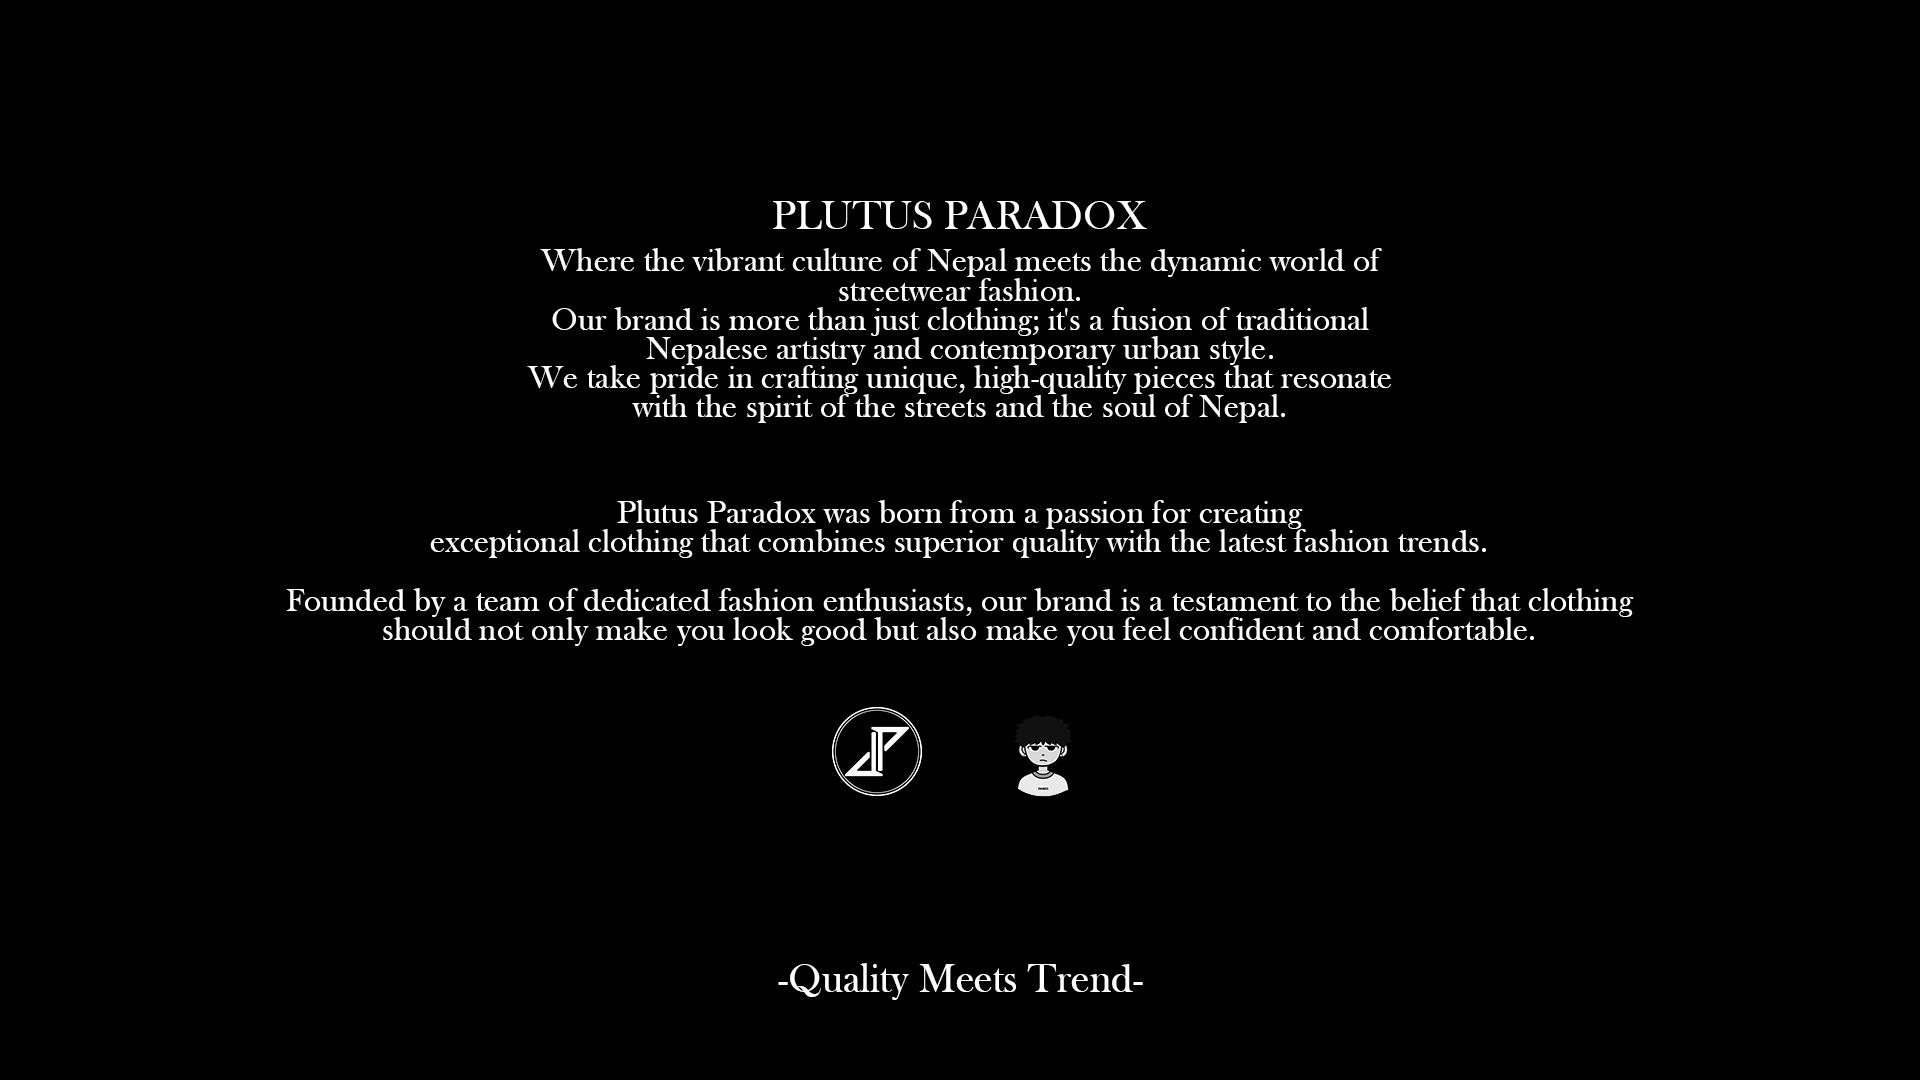 PLUTUS PARADOX
Where the vibrant culture of Nepal meets the dynamic world of
streetwear fashion.
Our brand is more than just clothing; it's a fusion of traditional
Nepalese artistry and contemporary urban style.
We take pride in crafting unique, high-quality pieces that resonate
with the spirit of the streets and the soul of Nepal.
Plutus Paradox was born from a passion for creating
exceptional clothing that combines superior quality with the latest fashion trends.
Founded by a team of dedicated fashion enthusiasts, our brand is a testament to the belief that clothing
should not only make you look good but also make you feel confident and comfortable.
-Quality Meets Trend-